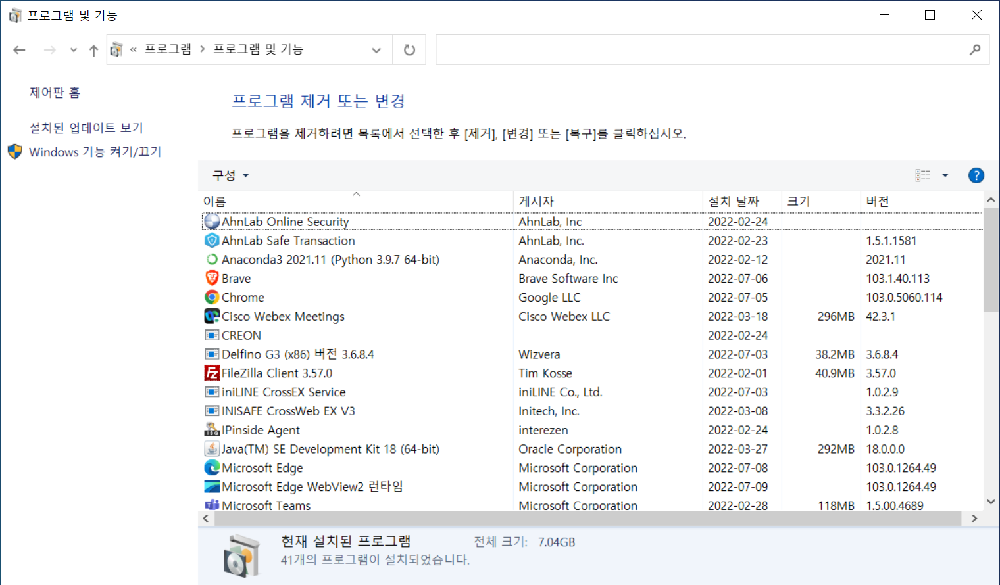 프로그램 및 기능
« 프로그램 > 프로그램 및 기능
제어판 홈
설치된 업데이트 보기
Windows 기능 켜기/끄기
프로그램 제거 또는 변경
프로그램을 제거하려면 목록에서 선택한 후 [제거], [변경] 또는 [복구]를 클릭하십시오.
구성
이름 게시자 설치 날짜 크기 버전
AhnLab Online Security AhnLab, Inc 2022-02-24
AhnLab Safe Transaction AhnLab, Inc. 2022-02-23 1.5.1.1581
Anaconda3 2021.11 (Python 3.9.7 64-bit) Anaconda, Inc. 2022-02-12 2021.11
Brave Brave Software Inc 2022-07-06 103.1.40.113
Chrome Google LLC 2022-07-05 103.0.5060.114
Cisco Webex Meetings Cisco Webex LLC 2022-03-18 296MB 42.3.1
CREON 2022-02-24
Delfino G3 (x86) 버전 3.6.8.4 Wizvera 2022-07-03 38.2MB 3.6.8.4
FileZilla Client 3.57.0 Tim Kosse 2022-02-01 40.9MB 3.57.0
iniLINE CrossEX Service iniLINE Co., Ltd. 2022-07-03 1.0.2.9
INISAFE CrossWeb EX V3 Initech, Inc. 2022-03-08 3.3.2.26
IPinside Agent interezen 2022-02-24 1.0.2.8
Java(TM) SE Development Kit 18 (64-bit) Oracle Corporation 2022-03-27 292MB 18.0.0.0
Microsoft Edge Microsoft Corporation 2022-07-08 103.0.1264.49
Microsoft Edge WebView2 런타임 Microsoft Corporation 2022-07-09 103.0.1264.49
Microsoft Teams Microsoft Corporation 2022-02-28 118MB 1.5.00.4689
현재 설치된 프로그램 전체 크기: 7.04GB
41개의 프로그램이 설치되었습니다.